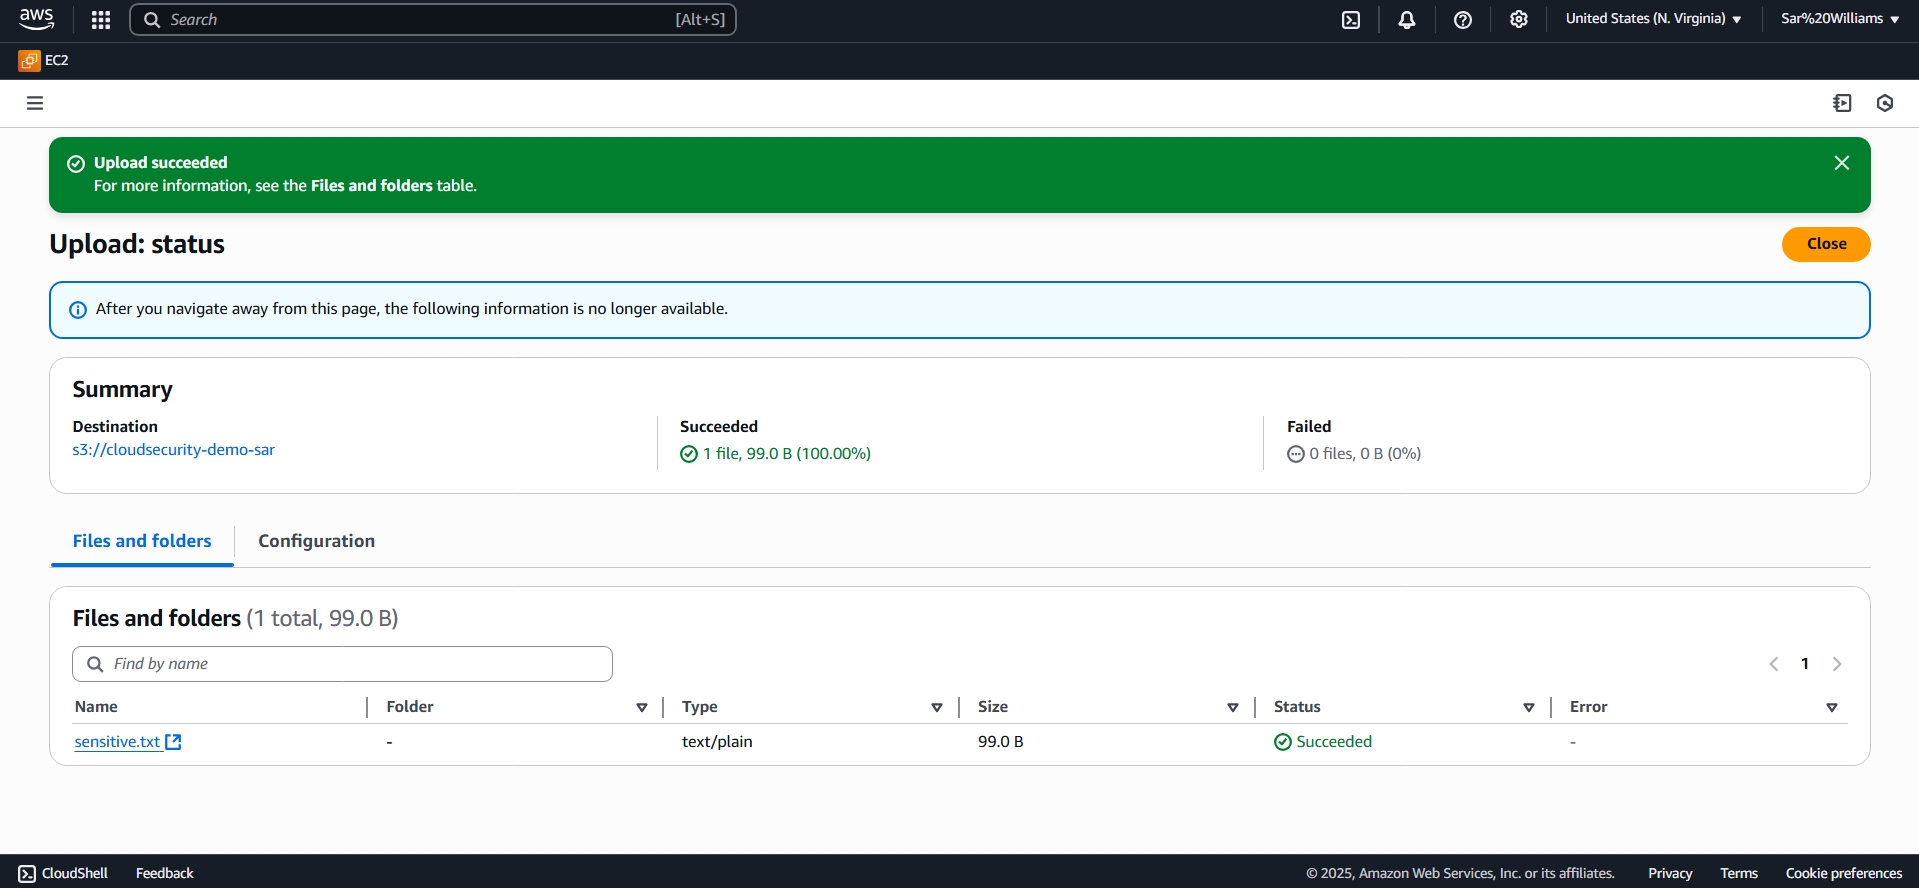 aws
Search [Alt+S]
United States (N. Virginia)
Sar%20Williams
EC2
Upload succeeded
For more information, see the Files and folders table.
Upload: status
Close
After you navigate away from this page, the following information is no longer available.
Summary
Destination
s3://cloudsecurity-demo-sar
Succeeded
1 file, 99.0 B (100.00%)
Failed
0 files, 0 B (0%)
Files and folders
Configuration
Files and folders (1 total, 99.0 B)
Find by name
1
Name Folder Type Size Status Error
sensitive.txt - text/plain 99.0 B Succeeded -
CloudShell Feedback © 2025, Amazon Web Services, Inc. or its affiliates. Privacy Terms Cookie preferences